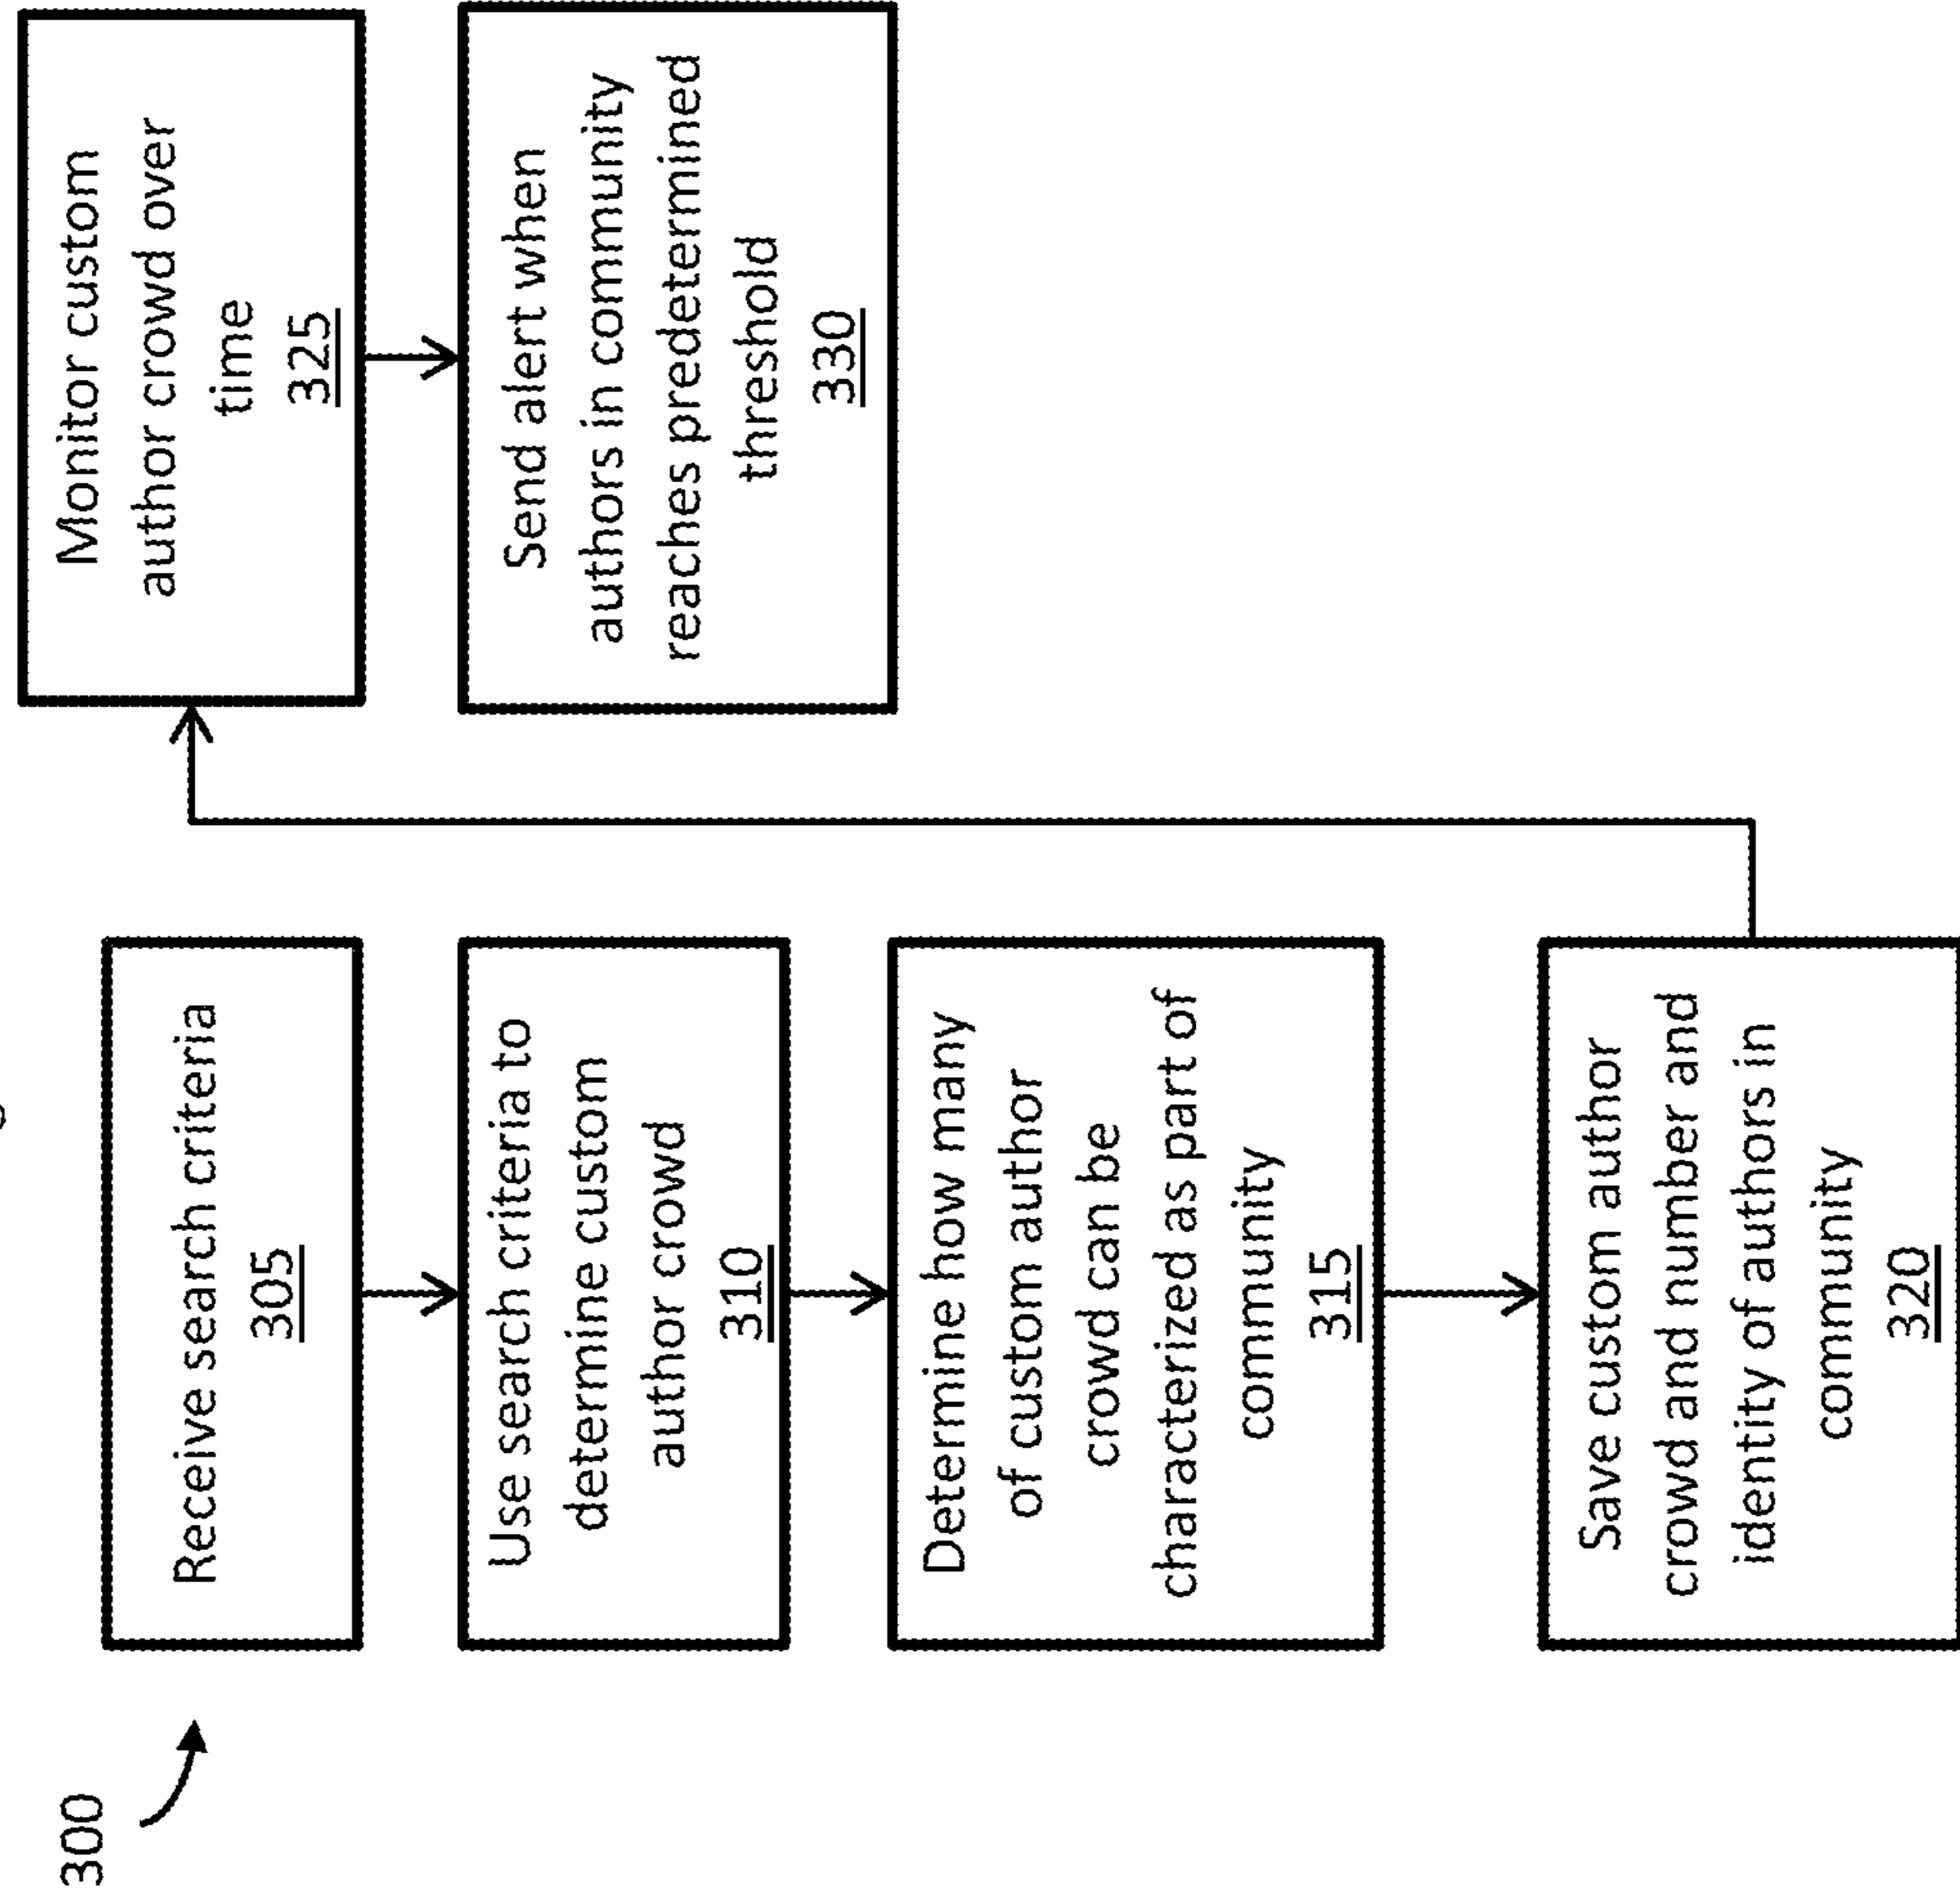 300
Receive search criteria
305
Use search criteria to
determine custom
author crowd
310
Determine how many
of custom author
crowd can be
characterized as part of
community
315
Save custom author
crowd and number and
identity of authors in
community
320
Monitor custom
author crowd over
time
325
Send alert when
authors in community
reaches predetermined
threshold
330